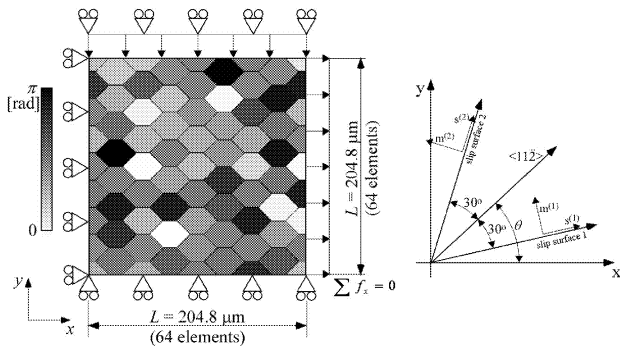 π
[rad]
0
y
x
L = 204.8 μm
(64 elements)
L = 204.8 μm
(64 elements)
∑ fₓ = 0
y
x
s(2)
m(2)
slip surface 2
<112̄>
30°
30°
θ
m(1)
s(1)
slip surface 1